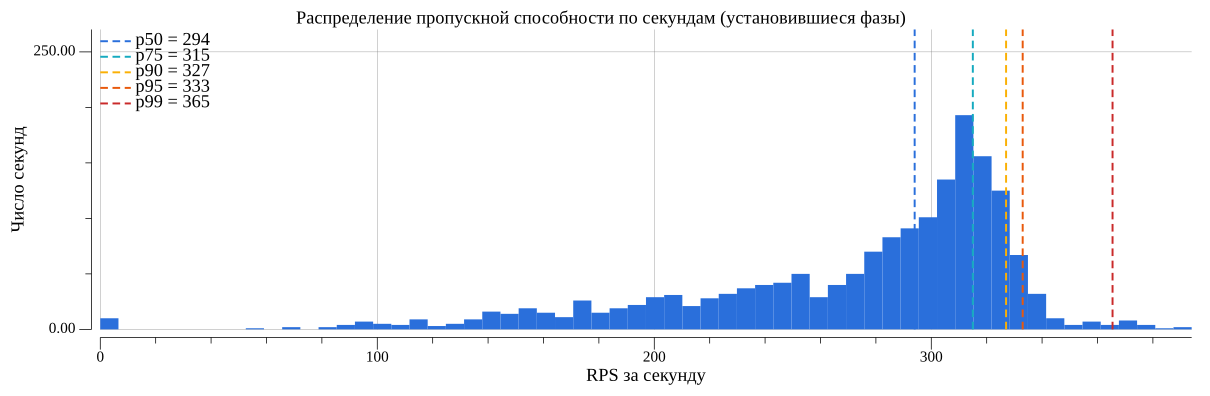 Распределение пропускной способности по секундам (установившиеся фазы)
p50 = 294
p75 = 315
p90 = 327
p95 = 333
p99 = 365
250.00
0.00
Число секунд
0 100 200 300
RPS за секунду